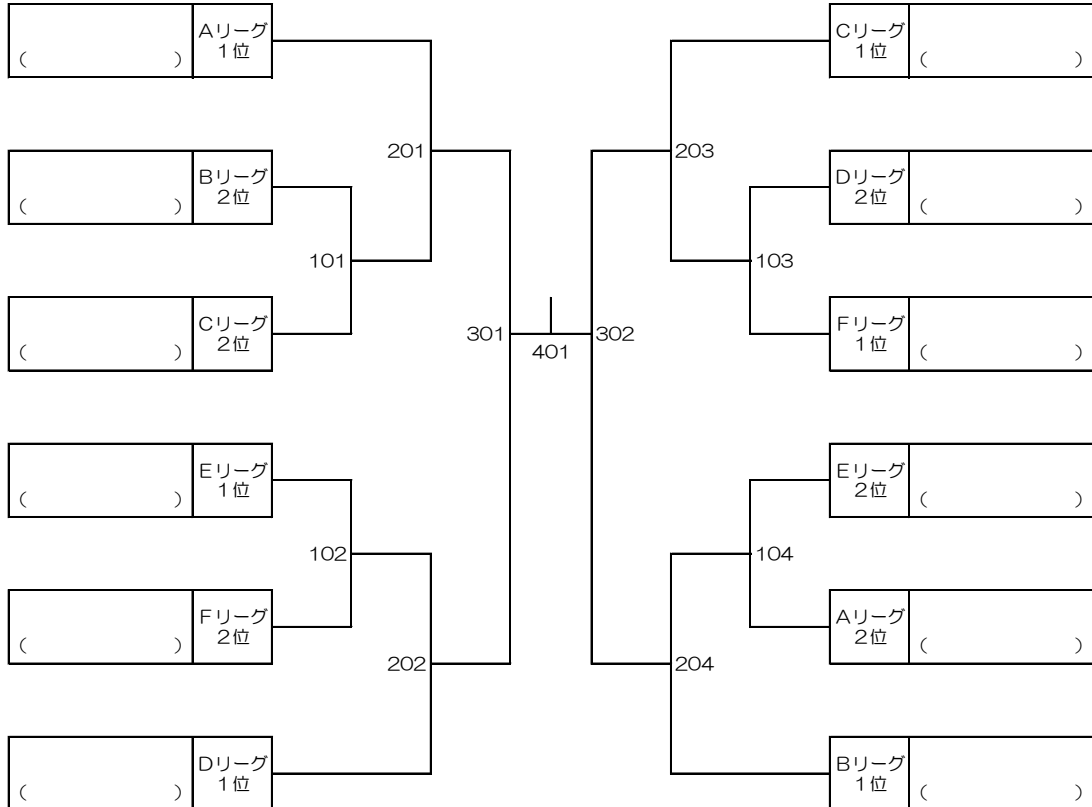 Aリーグ
1位
(　　　　　)
Cリーグ
1位
(　　　　　)
201
203
Bリーグ
2位
(　　　　　)
Dリーグ
2位
(　　　　　)
101
103
Cリーグ
2位
(　　　　　)
301
401
302
Fリーグ
1位
(　　　　　)
Eリーグ
1位
(　　　　　)
Eリーグ
2位
(　　　　　)
102
104
Fリーグ
2位
(　　　　　)
Aリーグ
2位
(　　　　　)
202
204
Dリーグ
1位
(　　　　　)
Bリーグ
1位
(　　　　　)